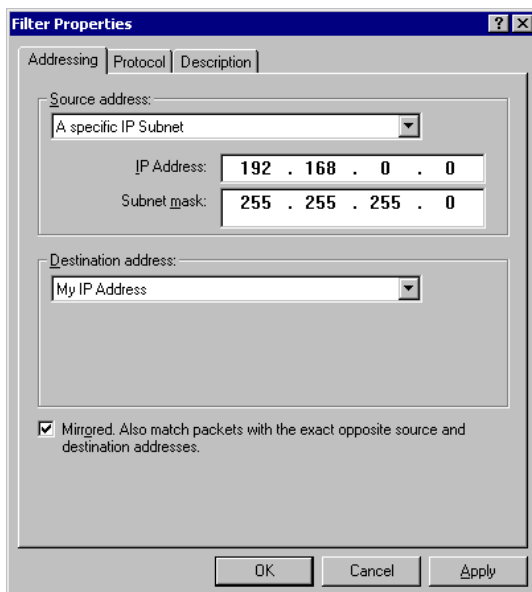 Filter Properties
Addressing Protocol Description
Source address:
A specific IP Subnet
IP Address: 192 . 168 . 0 . 0
Subnet mask: 255 . 255 . 255 . 0
Destination address:
My IP Address
Mirrored. Also match packets with the exact opposite source and
destination addresses.
OK Cancel Apply